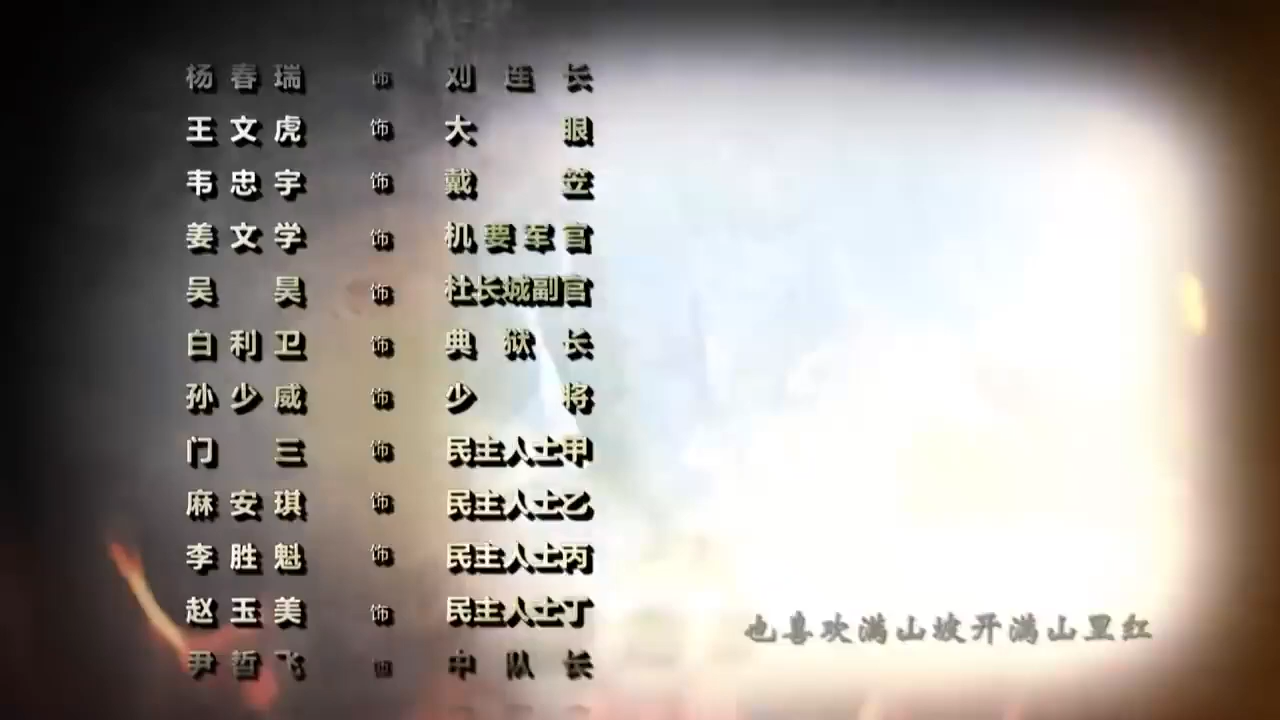 杨春瑞 饰 刘连长
王文虎 饰 大眼
韦忠宇 饰 戴笠
姜文学 饰 机要军官
吴昊 饰 杜长城副官
白利卫 饰 典狱长
孙少威 饰 少将
门三 饰 民主人士甲
麻安琪 饰 民主人士乙
李胜魁 饰 民主人士丙
赵玉美 饰 民主人士丁
尹哲飞 饰 中队长
也喜欢满山坡开满山里红